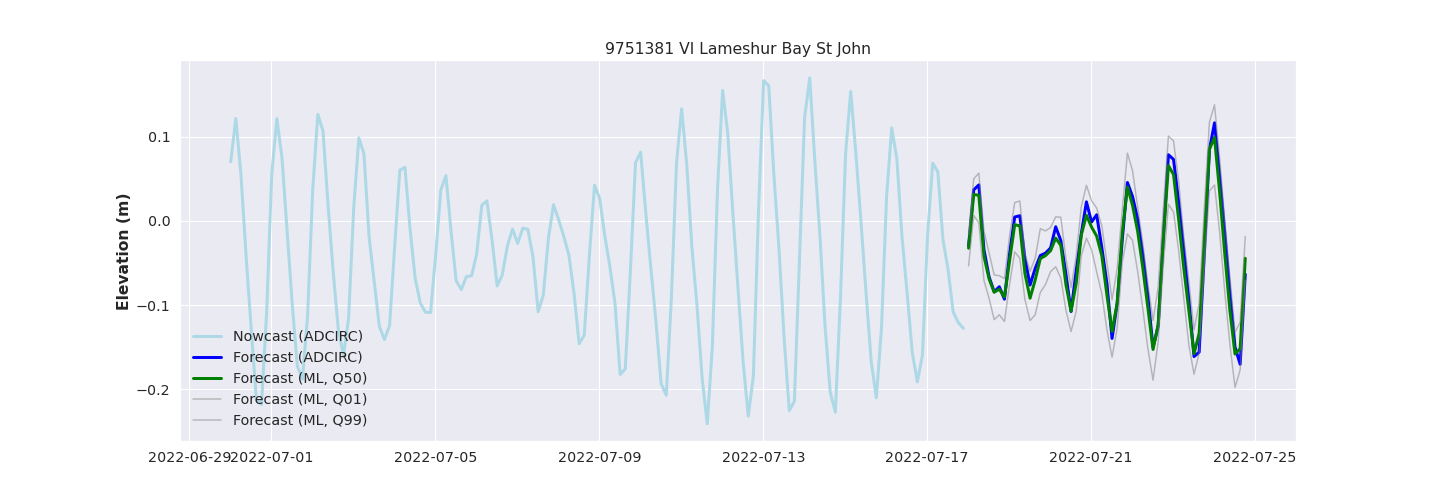 9751381 VI Lameshur Bay St John
Elevation (m)
0.1
0.0
−0.1
−0.2
Nowcast (ADCIRC)
Forecast (ADCIRC)
Forecast (ML, Q50)
Forecast (ML, Q01)
Forecast (ML, Q99)
2022-06-29 2022-07-01 2022-07-05 2022-07-09 2022-07-13 2022-07-17 2022-07-21 2022-07-25